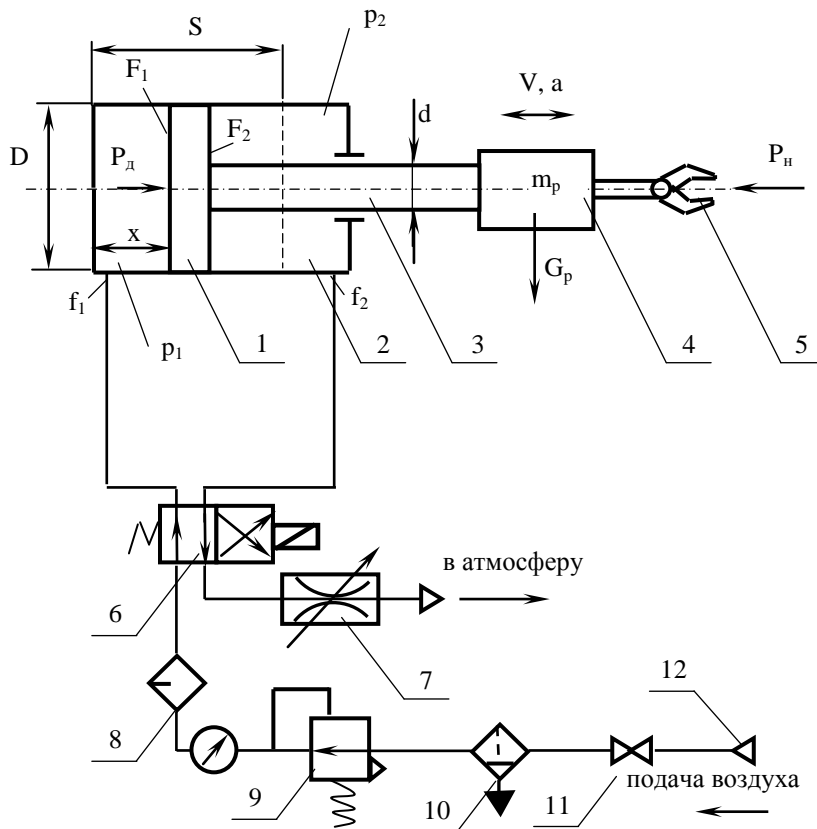 S
p₂
F₁
V, a
D
F₂
d
Pд
mр
Pн
x
Gр
f₁
f₂
p₁
1
2
3
4
5
6
в атмосферу
7
12
8
9
10
11
подача воздуха